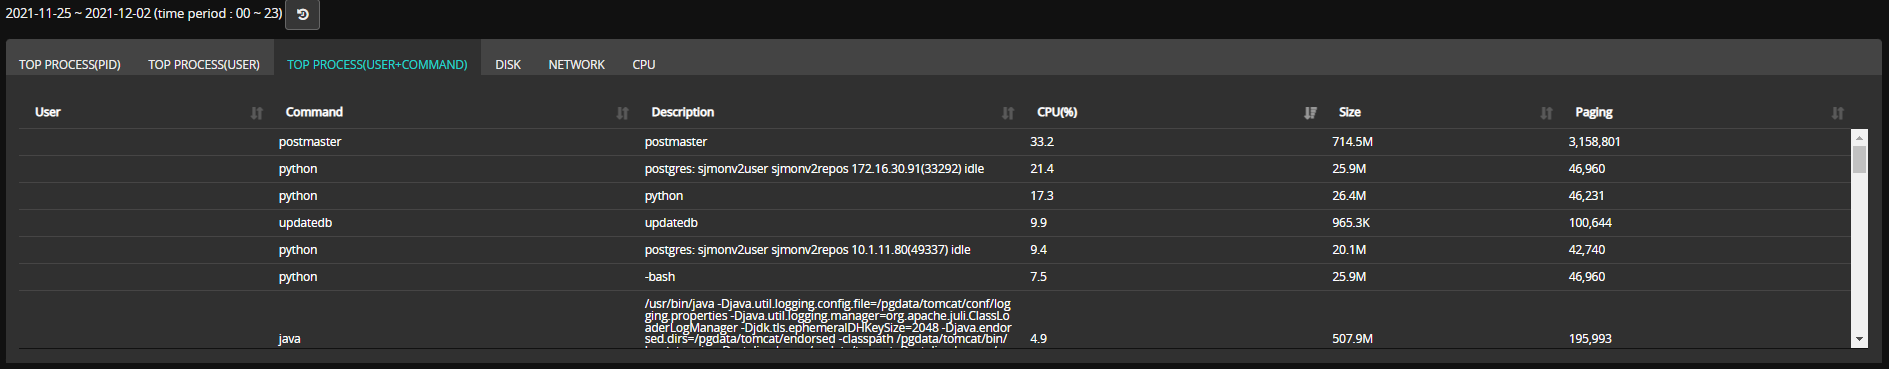 2021-11-25 ~ 2021-12-02 (time period : 00 ~ 23)
TOP PROCESS(PID) TOP PROCESS(USER) TOP PROCESS(USER+COMMAND) DISK NETWORK CPU
User Command Description CPU(%) Size Paging
postmaster postmaster 33.2 714.5M 3,158,801
python postgres: sjmonv2user sjmonv2repos 172.16.30.91(33292) idle 21.4 25.9M 46,960
python python 17.3 26.4M 46,231
updatedb updatedb 9.9 965.3K 100,644
python postgres: sjmonv2user sjmonv2repos 10.1.11.80(49337) idle 9.4 20.1M 42,740
python -bash 7.5 25.9M 46,960
/usr/bin/java -Djava.util.logging.config.file=/pgdata/tomcat/conf/log
ging.properties -Djava.util.logging.manager=org.apache.juli.ClassLo
aderLogManager -Djdk.tls.ephemeralDHKeySize=2048 -Djava.endor
java sed.dirs=/pgdata/tomcat/endorsed -classpath /pgdata/tomcat/bin/ 4.9 507.9M 195,993